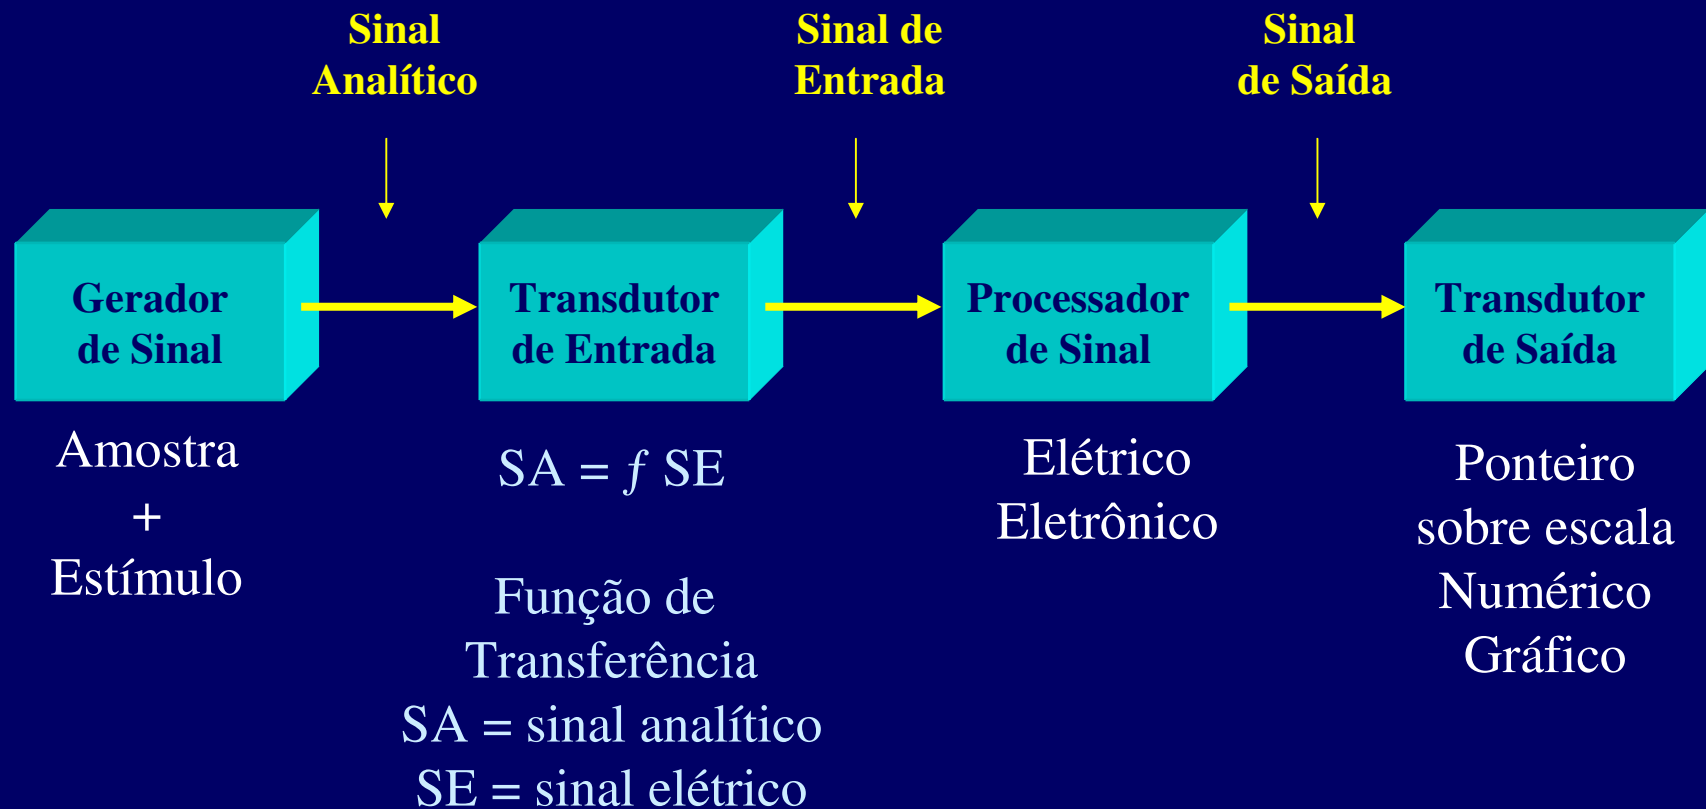 Sinal
Analítico
Sinal de
Entrada
Sinal
de Saída
Gerador
de Sinal
Transdutor
de Entrada
Processador
de Sinal
Transdutor
de Saída
Amostra
+
Estímulo
SA = ƒ SE
Função de
Transferência
SA = sinal analítico
SE = sinal elétrico
Elétrico
Eletrônico
Ponteiro
sobre escala
Numérico
Gráfico